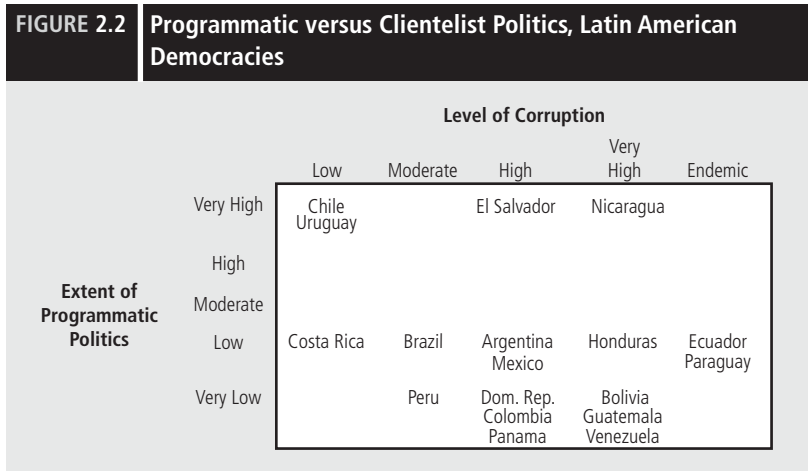 FIGURE 2.2
Programmatic versus Clientelist Politics, Latin American
Democracies
Level of Corruption
Low Moderate High Very High Endemic
Very High Chile Uruguay El Salvador Nicaragua
High
Extent of Programmatic Politics
Moderate
Low Costa Rica Brazil Argentina Mexico Honduras Ecuador Paraguay
Very Low Peru Dom. Rep. Colombia Panama Bolivia Guatemala Venezuela